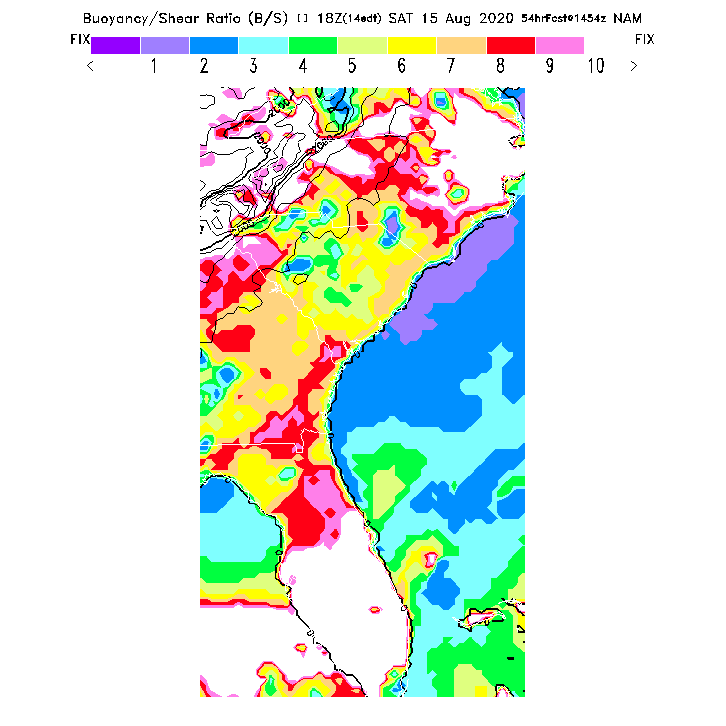 Buoyancy/Shear Ratio (B/S) [] 18Z(14edt) SAT 15 Aug 2020 54hrFcst@1454z NAM
FIX FIX
< 1 2 3 4 5 6 7 8 9 10 >